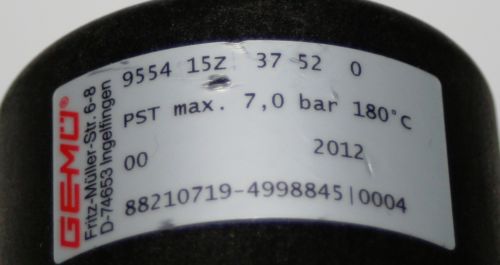 GEMÜ®
Fritz-Müller-Str. 6-8
D-74653 Ingelfingen
9554 15Z 37 52 0
PST max. 7,0 bar 180°C
00 2012
88210719-4998845|0004